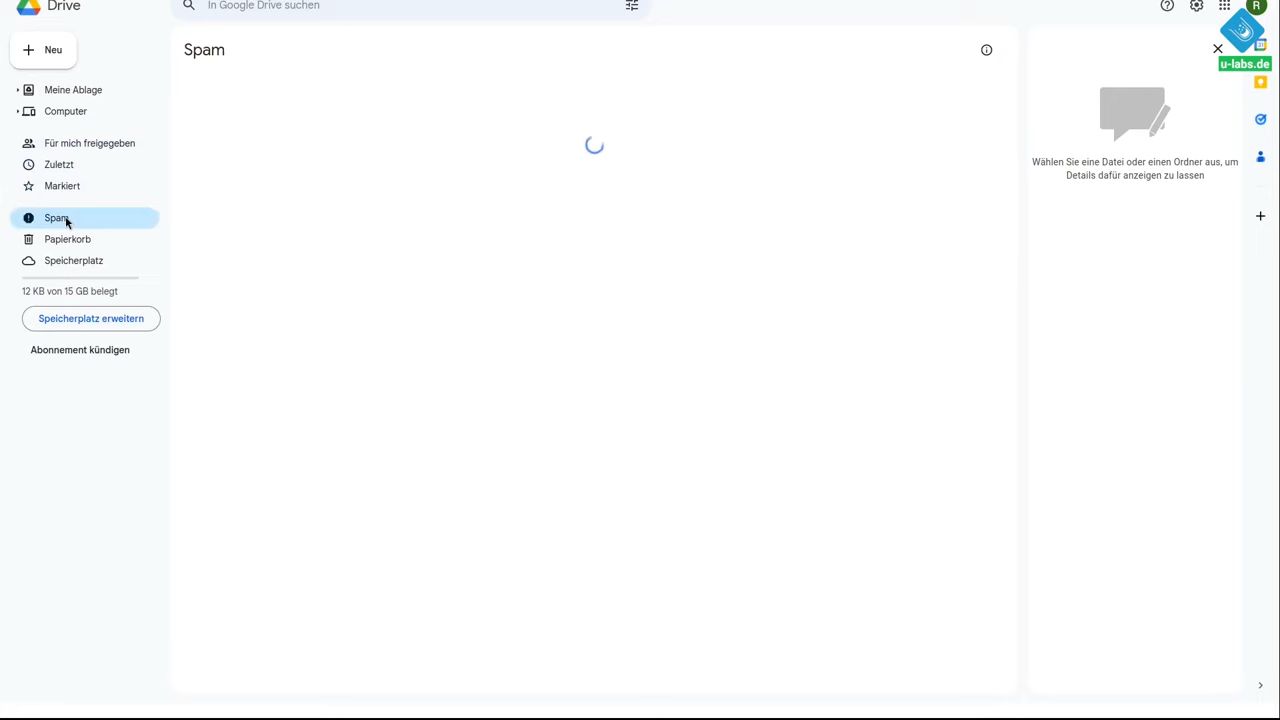 Drive
In Google Drive suchen
R
u-labs.de
Neu
Spam
Meine Ablage
Computer
Für mich freigegeben
Zuletzt
Markiert
Spam
Papierkorb
Speicherplatz
12 KB von 15 GB belegt
Speicherplatz erweitern
Abonnement kündigen
Wählen Sie eine Datei oder einen Ordner aus, um
Details dafür anzeigen zu lassen